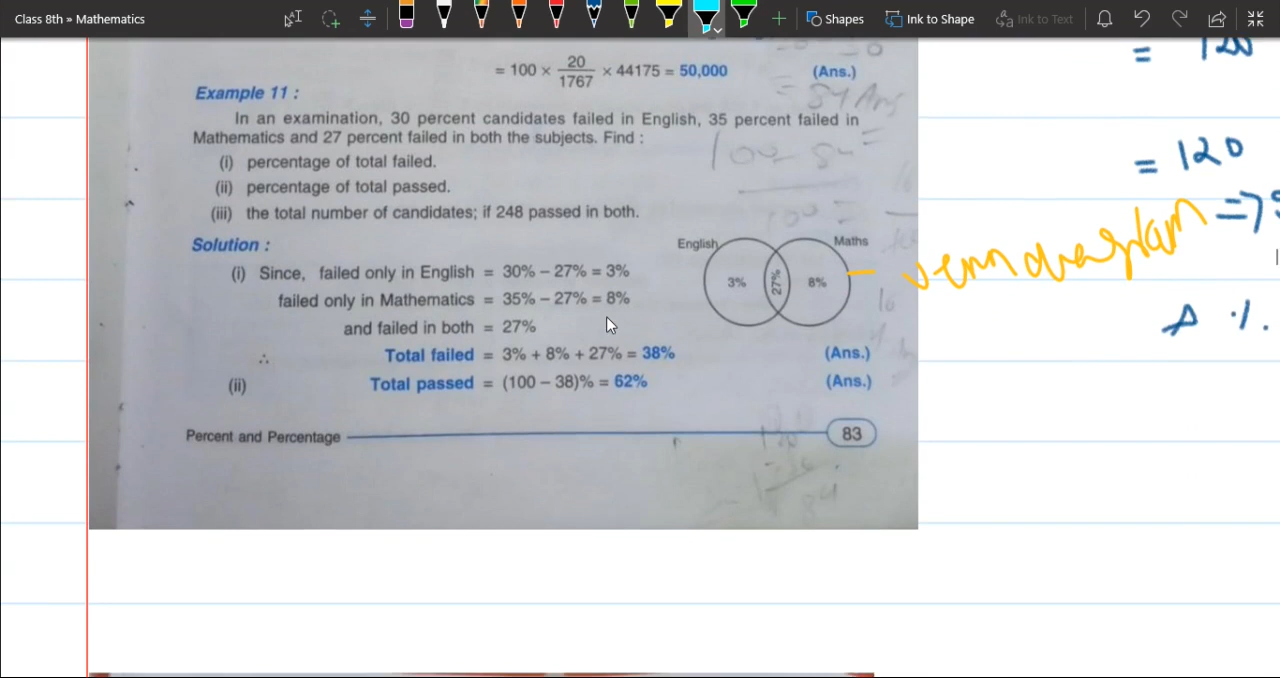 Class 8th » Mathematics
Shapes
Ink to Shape
Ink to Text
= 100 × 20/1767 × 44175 = 50,000 (Ans.)
Example 11 :
In an examination, 30 percent candidates failed in English, 35 percent failed in
Mathematics and 27 percent failed in both the subjects. Find :
(i) percentage of total failed.
(ii) percentage of total passed.
(iii) the total number of candidates; if 248 passed in both.
Solution :
(i) Since, failed only in English = 30% – 27% = 3%
failed only in Mathematics = 35% – 27% = 8%
and failed in both = 27%
∴ Total failed = 3% + 8% + 27% = 38% (Ans.)
(ii) Total passed = (100 – 38)% = 62% (Ans.)
English
Maths
3%
27%
8%
Percent and Percentage
83
= 120
= 120